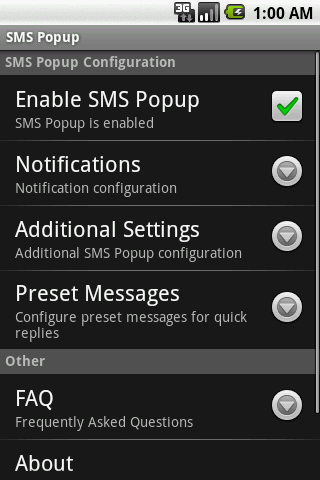 3G 1:00 AM
SMS Popup
SMS Popup Configuration
Enable SMS Popup
SMS Popup is enabled
Notifications
Notification configuration
Additional Settings
Additional SMS Popup configuration
Preset Messages
Configure preset messages for quick
replies
Other
FAQ
Frequently Asked Questions
About